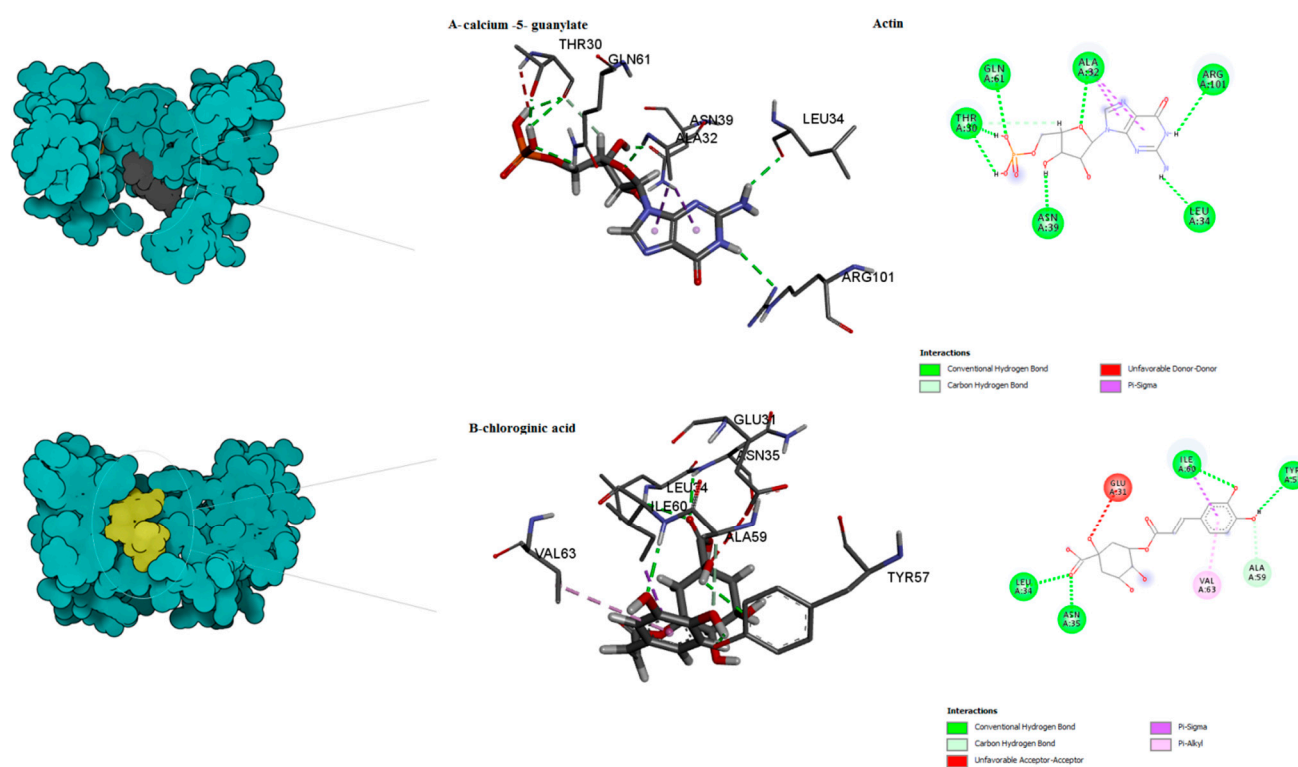 A- calcium -5- guanylate
Actin
THR30
GLN61
ASN39
ALA32
LEU34
ARG101
GLN
A:61
ALA
A:32
ARG
A:101
THR
A:30
ASN
A:39
LEU
A:34
Interactions
Conventional Hydrogen Bond
Unfavorable Donor-Donor
Carbon Hydrogen Bond
Pi-Sigma
B-chloroginic acid
GLU31
ASN35
LEU34
ILE60
ALA59
VAL63
TYR57
ILE
A:60
GLU
A:31
TYR
A:5
ALA
A:59
VAL
A:63
LEU
A:34
ASN
A:35
Interactions
Conventional Hydrogen Bond
Pi-Sigma
Carbon Hydrogen Bond
Pi-Alkyl
Unfavorable Acceptor-Acceptor